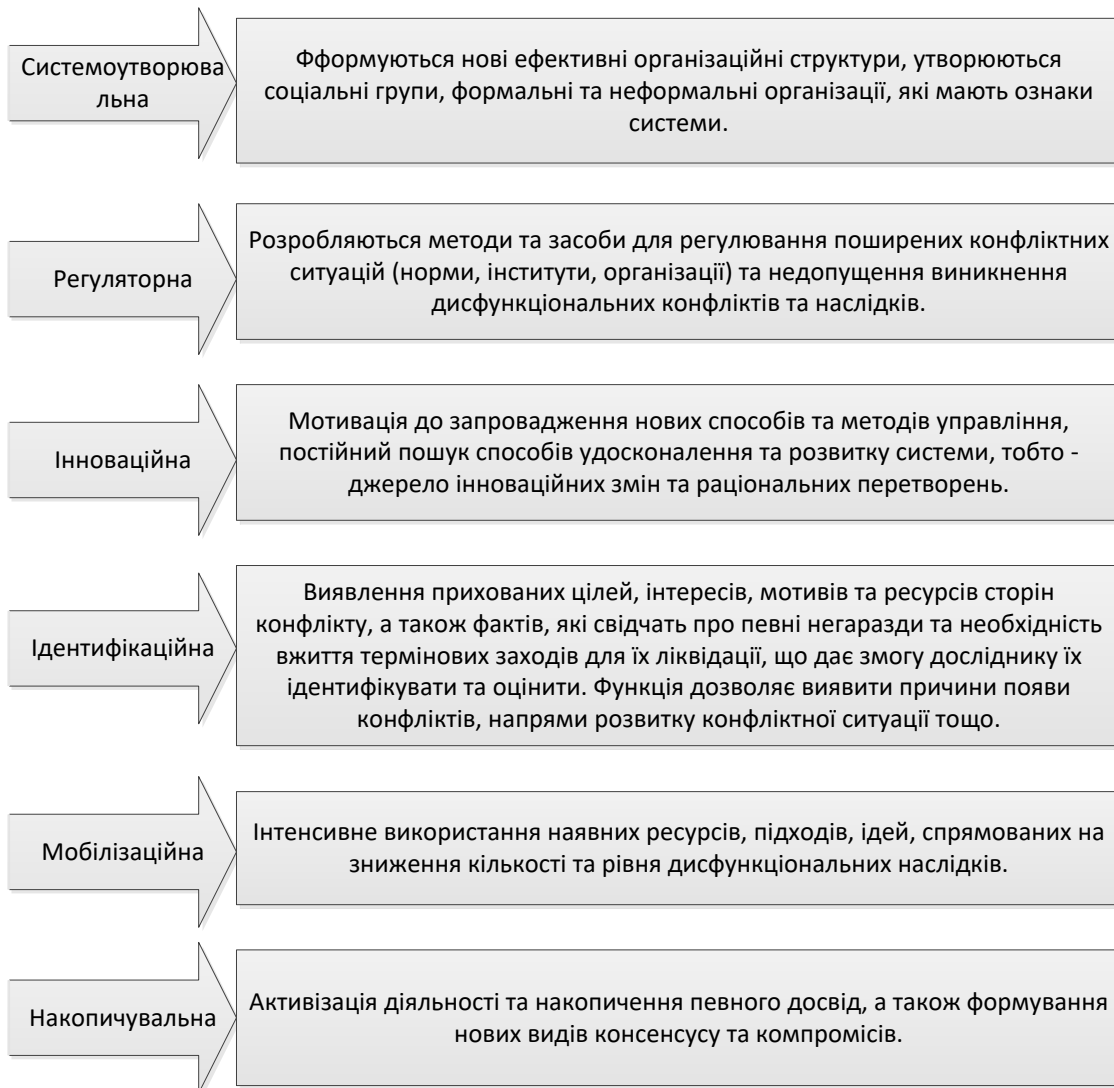 Системоутворюва
льна
Фформуються нові ефективні організаційні структури, утворюються
соціальні групи, формальні та неформальні організації, які мають ознаки
системи.
Регуляторна
Розробляються методи та засоби для регулювання поширених конфліктних
ситуацій (норми, інститути, організації) та недопущення виникнення
дисфункціональних конфліктів та наслідків.
Інноваційна
Мотивація до запровадження нових способів та методів управління,
постійний пошук способів удосконалення та розвитку системи, тобто -
джерело інноваційних змін та раціональних перетворень.
Ідентифікаційна
Виявлення прихованих цілей, інтересів, мотивів та ресурсів сторін
конфлікту, а також фактів, які свідчать про певні негаразди та необхідність
вжиття термінових заходів для їх ліквідації, що дає змогу досліднику їх
ідентифікувати та оцінити. Функція дозволяє виявити причини появи
конфліктів, напрями розвитку конфліктної ситуації тощо.
Мобілізаційна
Інтенсивне використання наявних ресурсів, підходів, ідей, спрямованих на
зниження кількості та рівня дисфункціональних наслідків.
Накопичувальна
Активізація діяльності та накопичення певного досвід, а також формування
нових видів консенсусу та компромісів.